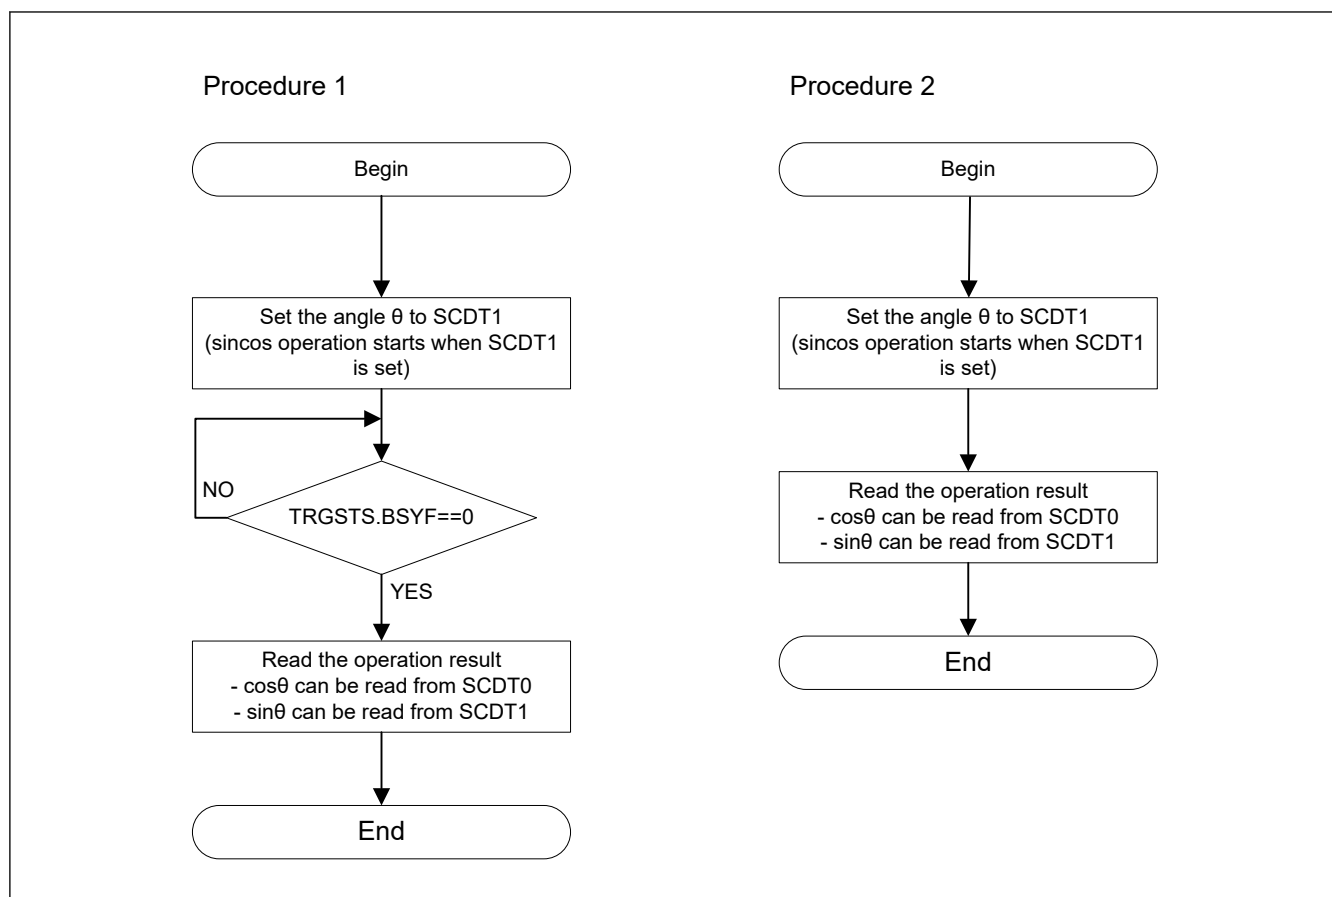 Procedure 1
Begin
Set the angle θ to SCDT1
(sincos operation starts when SCDT1
is set)
NO
TRGSTS.BSYF==0
YES
Read the operation result
- cosθ can be read from SCDT0
- sinθ can be read from SCDT1
End
Procedure 2
Begin
Set the angle θ to SCDT1
(sincos operation starts when SCDT1
is set)
Read the operation result
- cosθ can be read from SCDT0
- sinθ can be read from SCDT1
End